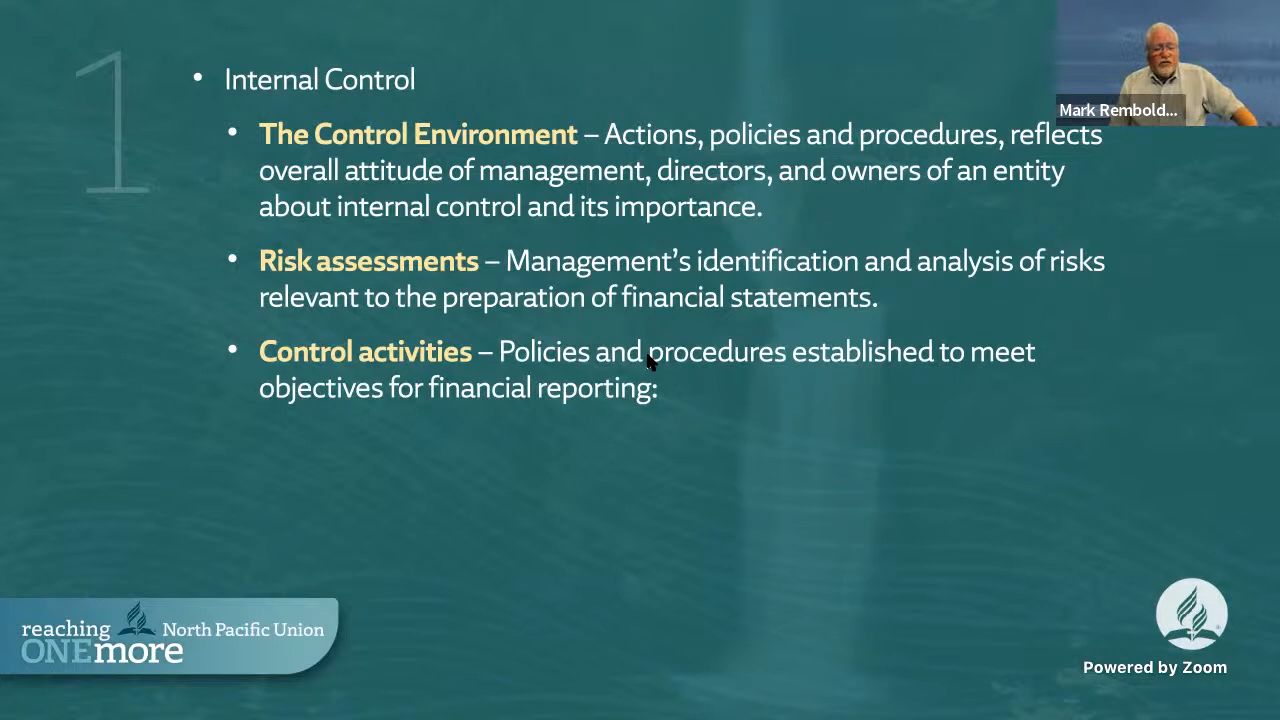 1
• Internal Control
• The Control Environment – Actions, policies and procedures, reflects
overall attitude of management, directors, and owners of an entity
about internal control and its importance.
• Risk assessments – Management’s identification and analysis of risks
relevant to the preparation of financial statements.
• Control activities – Policies and procedures established to meet
objectives for financial reporting:
Mark Rembold...
reaching
ONEmore
North Pacific Union
Powered by Zoom